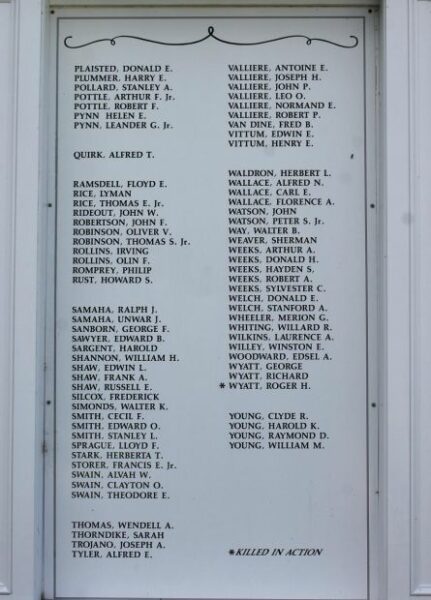 PLAISTED, DONALD E.
PLUMMER, HARRY E.
POLLARD, STANLEY A.
POTTLE, ARTHUR F. Jr.
POTTLE, ROBERT F.
PYNN HELEN E.
PYNN, LEANDER G. Jr.
QUIRK, ALFRED T.
RAMSDELL, FLOYD E.
RICE, LYMAN
RICE, THOMAS E. Jr.
RIDEOUT, JOHN W.
ROBERTSON, JOHN F.
ROBINSON, OLIVER V.
ROBINSON, THOMAS S. Jr.
ROLLINS, IRVING
ROLLINS, OLIN F.
ROMPREY, PHILIP
RUST, HOWARD S.
SAMAHA, RALPH J.
SAMAHA, UNWAR J.
SANBORN, GEORGE F.
SAWYER, EDWARD B.
SARGENT, HAROLD
SHANNON, WILLIAM H.
SHAW, EDWIN L.
SHAW, FRANK A.
SHAW, RUSSELL E.
SILCOX, FREDERICK
SIMONDS, WALTER K.
SMITH, CECIL F.
SMITH, EDWARD O.
SMITH, STANLEY L.
SPRAGUE, LLOYD F.
STARK, HERBERTA T.
STORER, FRANCIS E. Jr.
SWAIN, ALVAH W.
SWAIN, CLAYTON O.
SWAIN, THEODORE E.
THOMAS, WENDELL A.
THORNDIKE, SARAH
TROJANO, JOSEPH A.
TYLER, ALFRED E.
VALLIERE, ANTOINE E.
VALLIERE, JOSEPH H.
VALLIERE, JOHN P.
VALLIERE, LEO O.
VALLIERE, NORMAND E.
VALLIERE, ROBERT P.
VAN DINE, FRED B.
VITTUM, EDWIN E.
VITTUM, HENRY E.
WALDRON, HERBERT L.
WALLACE, ALFRED N.
WALLACE, CARL E.
WALLACE, FLORENCE A.
WATSON, JOHN
WATSON, PETER S. Jr.
WAY, WALTER B.
WEAVER, SHERMAN
WEEKS, ARTHUR A.
WEEKS, DONALD H.
WEEKS, HAYDEN S.
WEEKS, ROBERT A.
WEEKS, SYLVESTER C.
WELCH, DONALD E.
WELCH, STANFORD A.
WHEELER, MERION G.
WHITING, WILLARD R.
WILKINS, LAURENCE A.
WILLEY, WINSTON E.
WOODWARD, EDSEL A.
WYATT, GEORGE
WYATT, RICHARD
* WYATT, ROGER H.
YOUNG, CLYDE R.
YOUNG, HAROLD K.
YOUNG, RAYMOND D.
YOUNG, WILLIAM M.
*KILLED IN ACTION